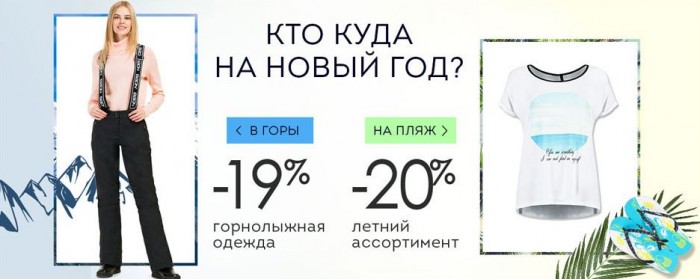 КТО КУДА
НА НОВЫЙ ГОД?
< В ГОРЫ
НА ПЛЯЖ >
-19%
-20%
горнолыжная
одежда
летний
ассортимент